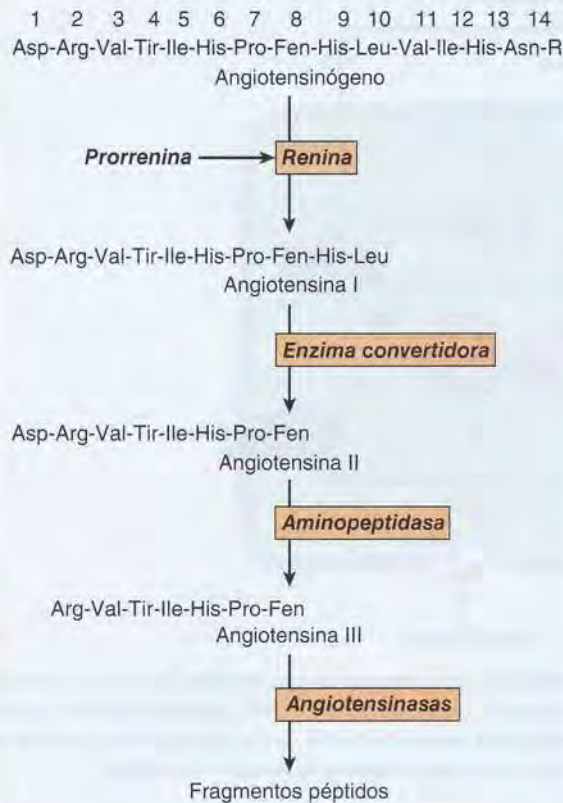 1 2 3 4 5 6 7 8 9 10 11 12 13 14
Asp-Arg-Val-Tir-Ile-His-Pro-Fen-His-Leu-Val-Ile-His-Asn-R
Angiotensinógeno
Prorrenina
Renina
Asp-Arg-Val-Tir-Ile-His-Pro-Fen-His-Leu
Angiotensina I
Enzima convertidora
Asp-Arg-Val-Tir-Ile-His-Pro-Fen
Angiotensina II
Aminopeptidasa
Arg-Val-Tir-Ile-His-Pro-Fen
Angiotensina III
Angiotensinasas
Fragmentos péptidos